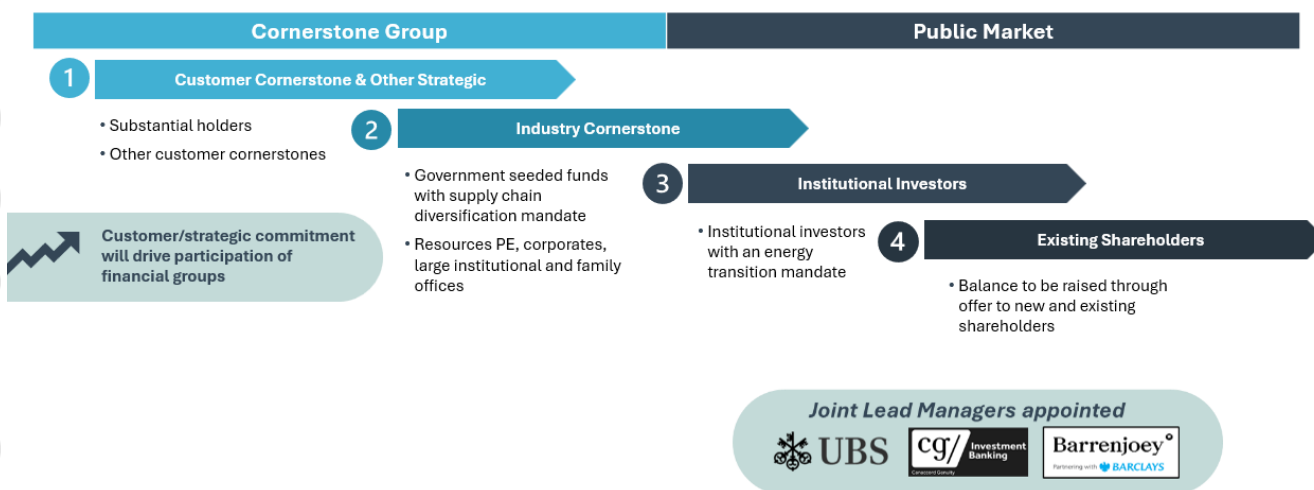 Cornerstone Group
Public Market
1
Customer Cornerstone & Other Strategic
• Substantial holders
• Other customer cornerstones
2
Industry Cornerstone
• Government seeded funds
with supply chain
diversification mandate
• Resources PE, corporates,
large institutional and family
offices
3
Institutional Investors
• Institutional investors
with an energy
transition mandate
4
Existing Shareholders
• Balance to be raised through
offer to new and existing
shareholders
Customer/strategic commitment
will drive participation of
financial groups
Joint Lead Managers appointed
UBS
cg/ Investment
Banking
Canaccord Genuity
Barrenjoey
Partnering with BARCLAYS